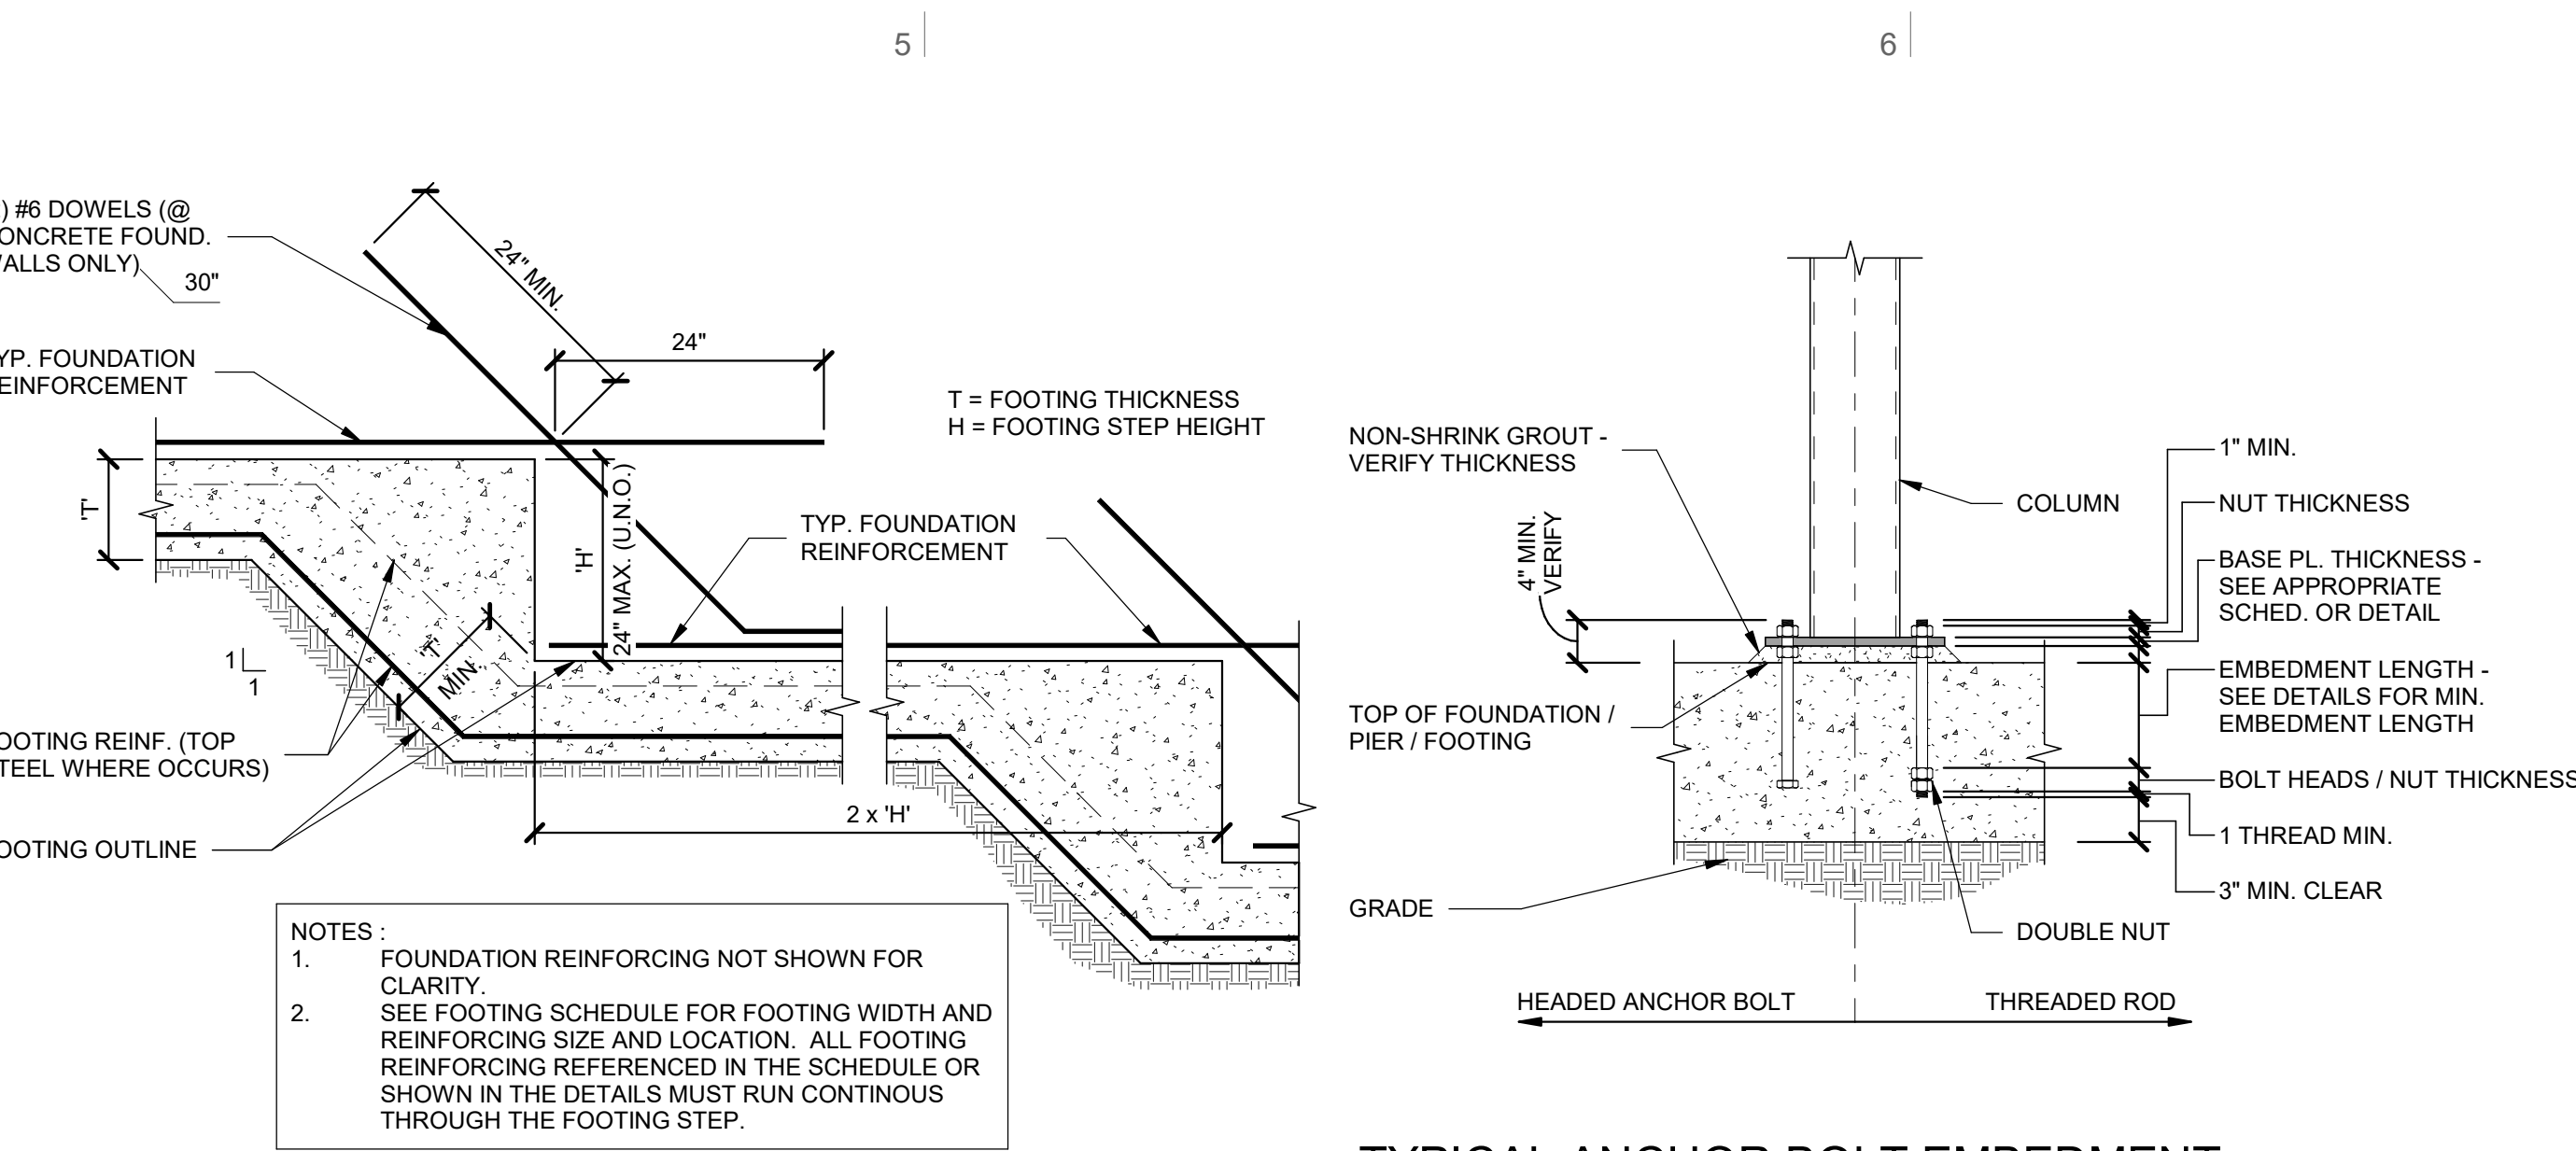 5
6
) #6 DOWELS (@
ONCRETE FOUND.
ALLS ONLY)
30"
24" MIN.
24"
YP. FOUNDATION
EINFORCEMENT
T = FOOTING THICKNESS
H = FOOTING STEP HEIGHT
'T'
'H'
24" MAX. (U.N.O.)
TYP. FOUNDATION
REINFORCEMENT
'T'
MIN.
1
1
OOTING REINF. (TOP
TEEL WHERE OCCURS)
2 x 'H'
OOTING OUTLINE
NOTES :
1. FOUNDATION REINFORCING NOT SHOWN FOR
CLARITY.
2. SEE FOOTING SCHEDULE FOR FOOTING WIDTH AND
REINFORCING SIZE AND LOCATION. ALL FOOTING
REINFORCING REFERENCED IN THE SCHEDULE OR
SHOWN IN THE DETAILS MUST RUN CONTINOUS
THROUGH THE FOOTING STEP.
NON-SHRINK GROUT -
VERIFY THICKNESS
4" MIN.
VERIFY
TOP OF FOUNDATION /
PIER / FOOTING
GRADE
COLUMN
1" MIN.
NUT THICKNESS
BASE PL. THICKNESS -
SEE APPROPRIATE
SCHED. OR DETAIL
EMBEDMENT LENGTH -
SEE DETAILS FOR MIN.
EMBEDMENT LENGTH
BOLT HEADS / NUT THICKNESS
1 THREAD MIN.
3" MIN. CLEAR
DOUBLE NUT
HEADED ANCHOR BOLT
THREADED ROD
TYPICAL ANCHOR BOLT EMBEDMENT